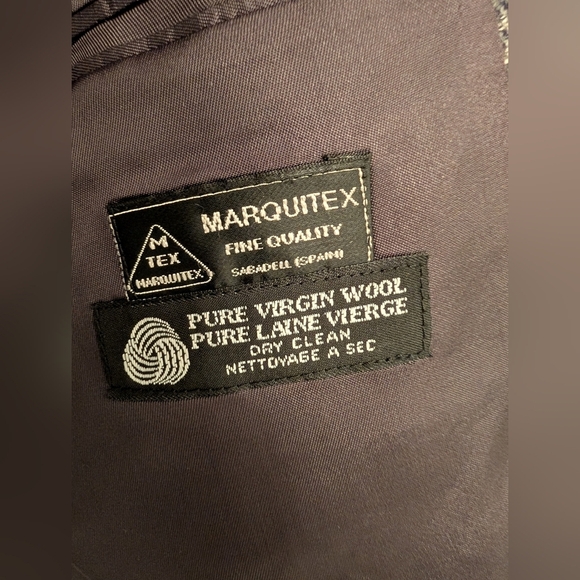 M
TEX
MARQUITEX
MARQUITEX
FINE QUALITY
SABADELL (SPAIN)
PURE VIRGIN WOOL
PURE LAINE VIERGE
DRY CLEAN
NETTOYAGE A SEC